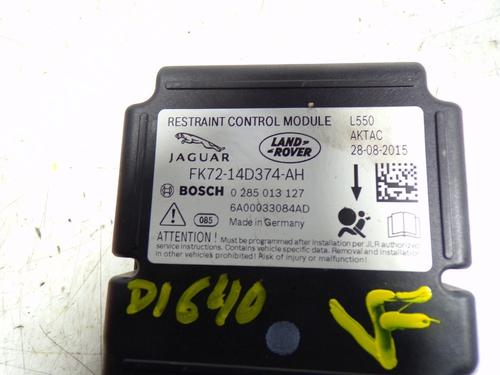 RESTRAINT CONTROL MODULE L550
AKTAC
JAGUAR LAND ROVER 28-08-2015
FK72-14D374-AH
BOSCH 0 285 013 127
6A00033084AD
085 Made in Germany
ATTENTION! Must be programmed after installation per JLR authorized
service instructions. Contains vehicle specific data. Removal and installation
in other vehicles prohibited! Risk of injury or malfunction!
D1640
VF